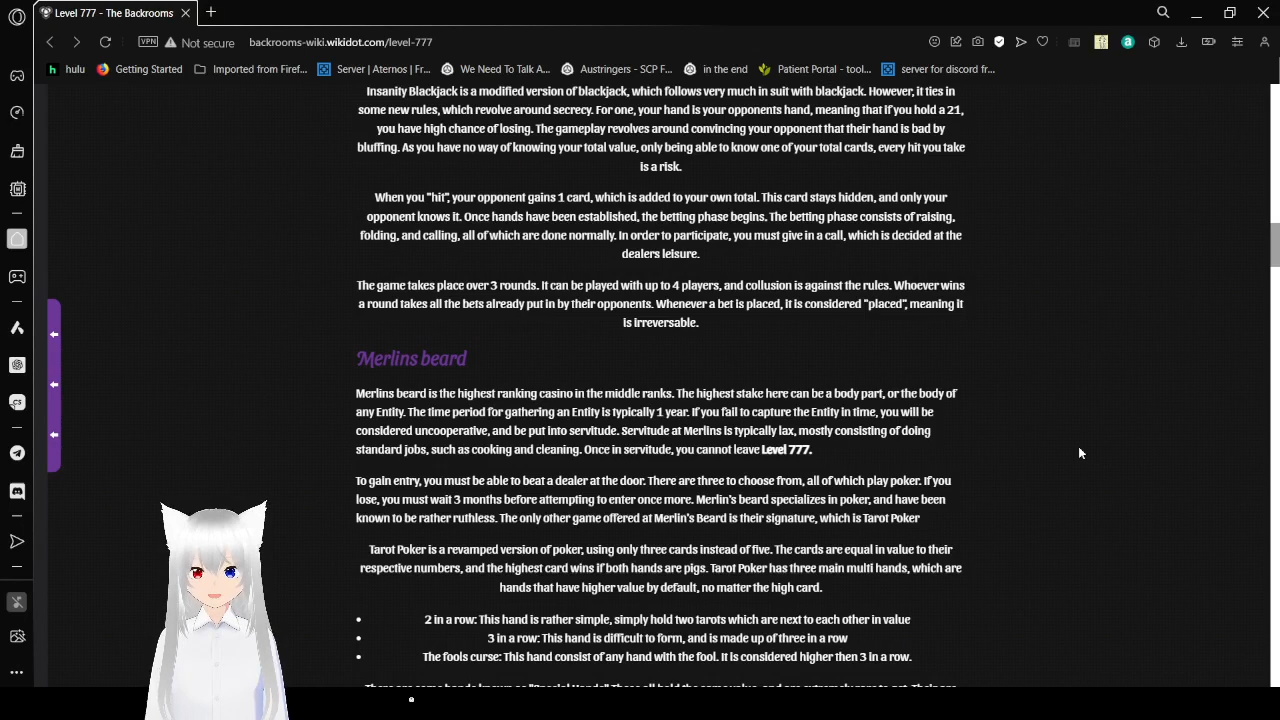 Level 777 - The Backrooms
VPN
Not secure
backrooms-wiki.wikidot.com/level-777
hulu
Getting Started
Imported from Firef...
Server | Aternos | Fr...
We Need To Talk A...
Austringers - SCP F...
in the end
Patient Portal - tool...
server for discord fr...
Insanity Blackjack is a modified version of blackjack, which follows very much in suit with blackjack. However, it ties in
some new rules, which revolve around secrecy. For one, your hand is your opponents hand, meaning that if you hold a 21,
you have high chance of losing. The gameplay revolves around convincing your opponent that their hand is bad by
bluffing. As you have no way of knowing your total value, only being able to know one of your total cards, every hit you take
is a risk.
When you "hit", your opponent gains 1 card, which is added to your own total. This card stays hidden, and only your
opponent knows it. Once hands have been established, the betting phase begins. The betting phase consists of raising,
folding, and calling, all of which are done normally. In order to participate, you must give in a call, which is decided at the
dealers leisure.
The game takes place over 3 rounds. It can be played with up to 4 players, and collusion is against the rules. Whoever wins
a round takes all the bets already put in by their opponents. Whenever a bet is placed, it is considered "placed", meaning it
is irreversable.
Merlins beard
Merlins beard is the highest ranking casino in the middle ranks. The highest stake here can be a body part, or the body of
any Entity. The time period for gathering an Entity is typically 1 year. If you fail to capture the Entity in time, you will be
considered uncooperative, and be put into servitude. Servitude at Merlins is typically lax, mostly consisting of doing
standard jobs, such as cooking and cleaning. Once in servitude, you cannot leave Level 777.
To gain entry, you must be able to beat a dealer at the door. There are three to choose from, all of which play poker. If you
lose, you must wait 3 months before attempting to enter once more. Merlin's beard specializes in poker, and have been
known to be rather ruthless. The only other game offered at Merlin's Beard is their signature, which is Tarot Poker
Tarot Poker is a revamped version of poker, using only three cards instead of five. The cards are equal in value to their
respective numbers, and the highest card wins if both hands are pigs. Tarot Poker has three main multi hands, which are
hands that have higher value by default, no matter the high card.
2 in a row: This hand is rather simple, simply hold two tarots which are next to each other in value
3 in a row: This hand is difficult to form, and is made up of three in a row
The fools curse: This hand consist of any hand with the fool. It is considered higher then 3 in a row.
There are some hands known as "Special Hands" These all hold the same value, and are extremely rare to get. Their are